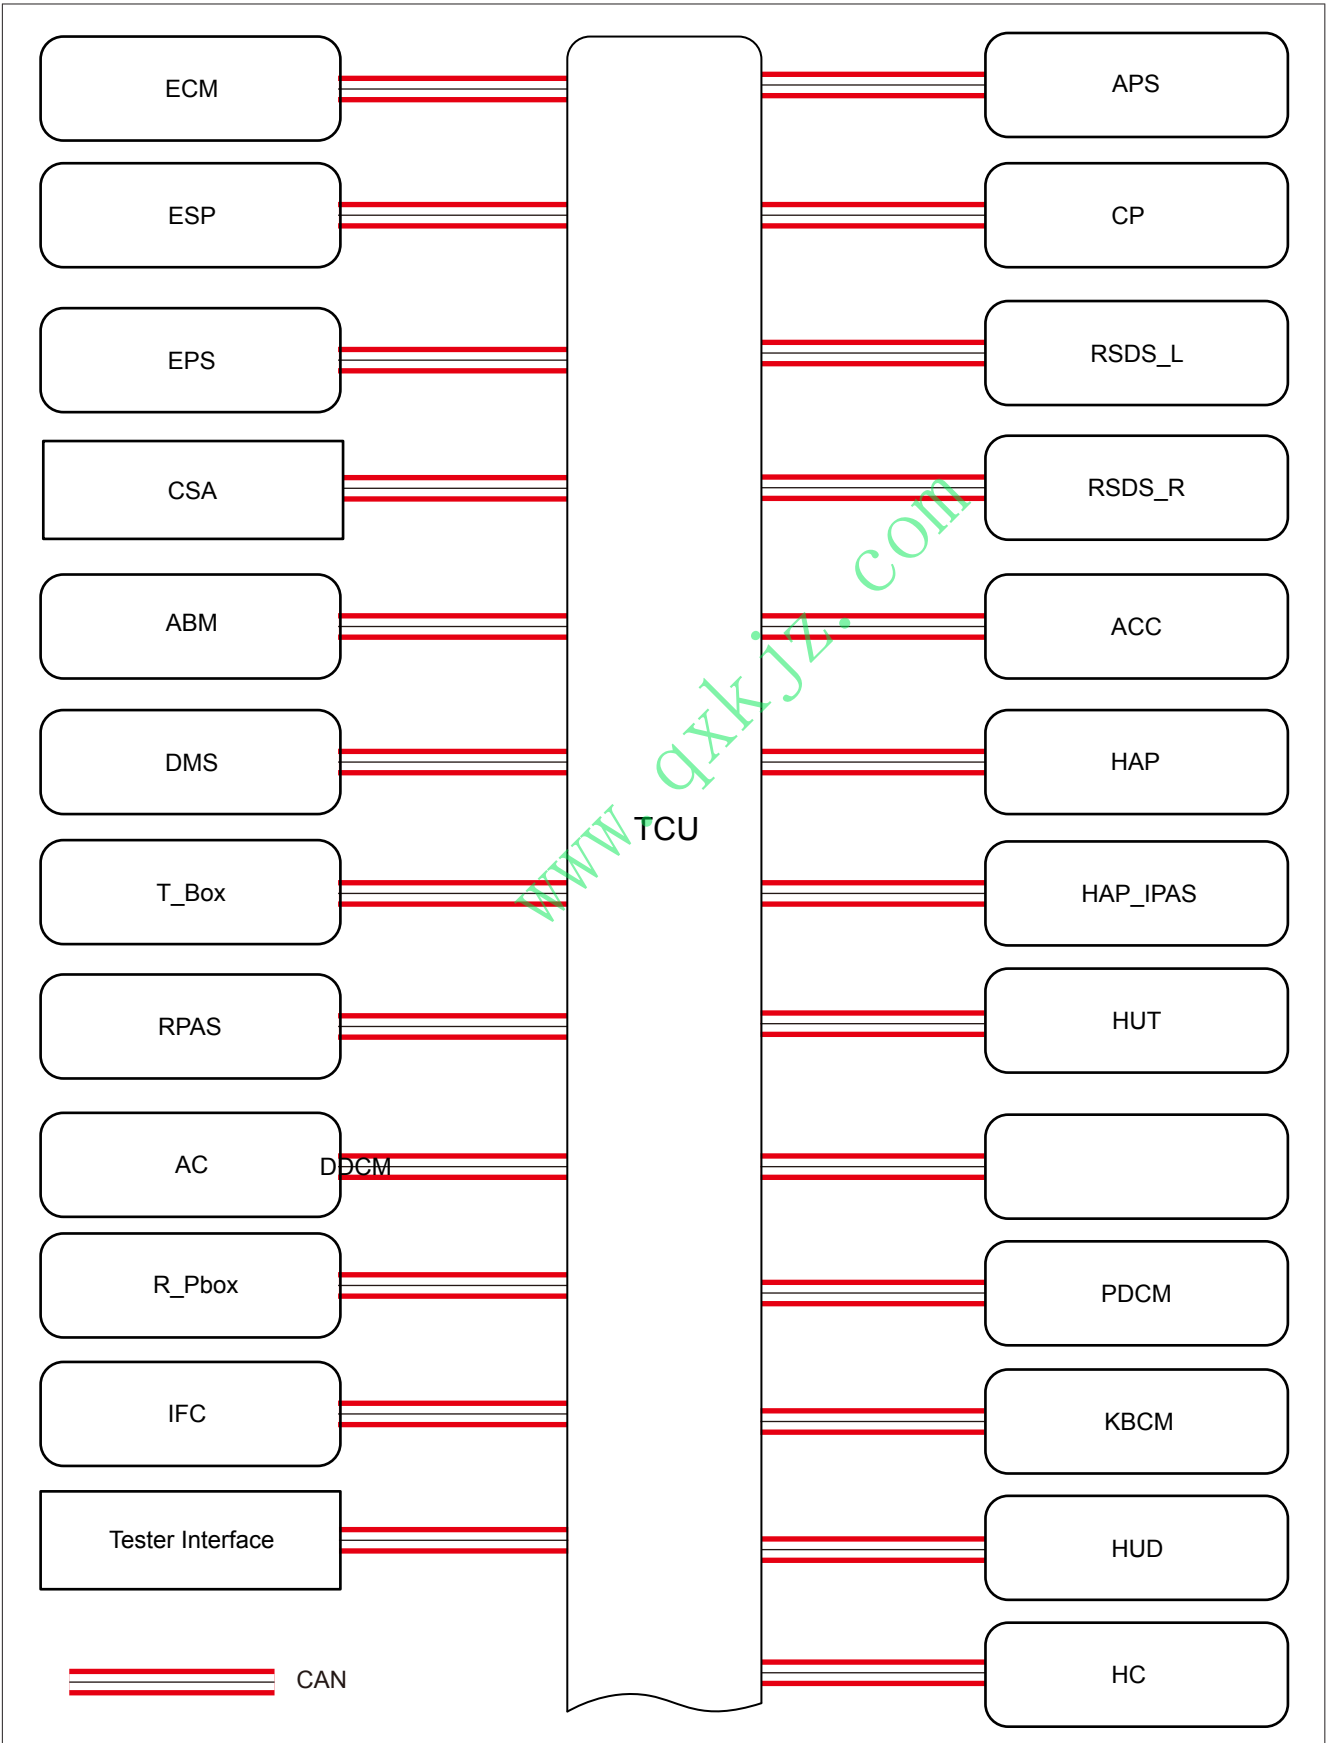 ECM
APS
ESP
CP
EPS
RSDS_L
CSA
RSDS_R
ABM
ACC
DMS
HAP
TCU
T_Box
HAP_IPAS
RPAS
HUT
AC
DDCM
R_Pbox
PDCM
IFC
KBCM
Tester Interface
HUD
CAN
HC
www.qxkjz.com